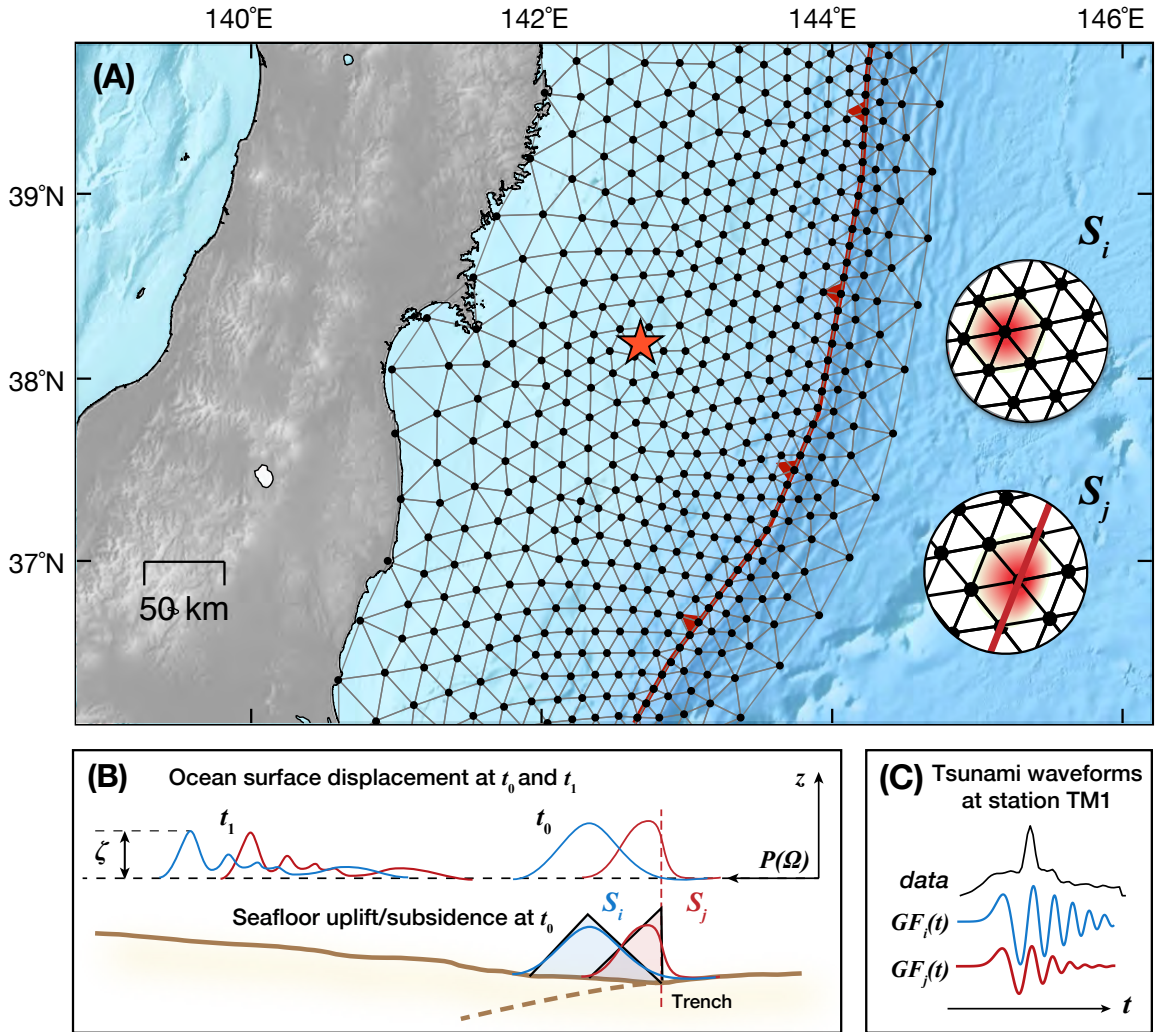 140°E 142°E 144°E 146°E
(A)
39°N
38°N
37°N
S_i
S_j
50 km
(B)
Ocean surface displacement at t_0 and t_1
z
t_1
t_0
ζ
P(Ω)
S_i S_j
Seafloor uplift/subsidence at t_0
Trench
(C)
Tsunami waveforms
at station TM1
data
GF_i(t)
GF_j(t)
t